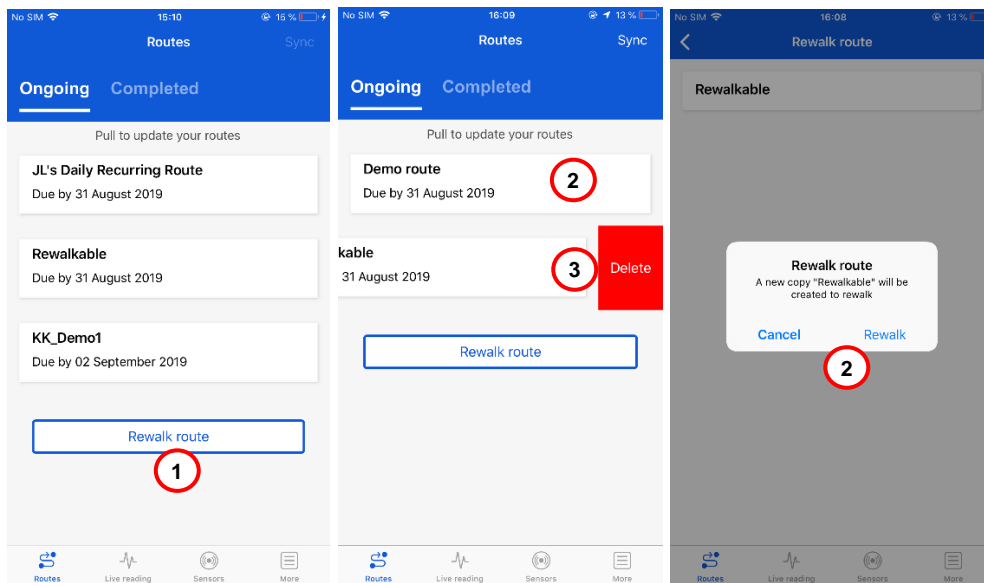 No SIM 15:10 15 %
Routes Sync
Ongoing Completed
Pull to update your routes
JL's Daily Recurring Route
Due by 31 August 2019
Rewalkable
Due by 31 August 2019
KK_Demo1
Due by 02 September 2019
Rewalk route
1
Routes Live reading Sensors More
No SIM 16:09 13 %
Routes Sync
Ongoing Completed
Pull to update your routes
Demo route
Due by 31 August 2019
2
kable
31 August 2019
3
Delete
Rewalk route
Routes Live reading Sensors More
No SIM 16:08 13 %
Rewalk route
Rewalkable
Rewalk route
A new copy "Rewalkable" will be
created to rewalk
Cancel Rewalk
2
Routes Live reading Sensors More